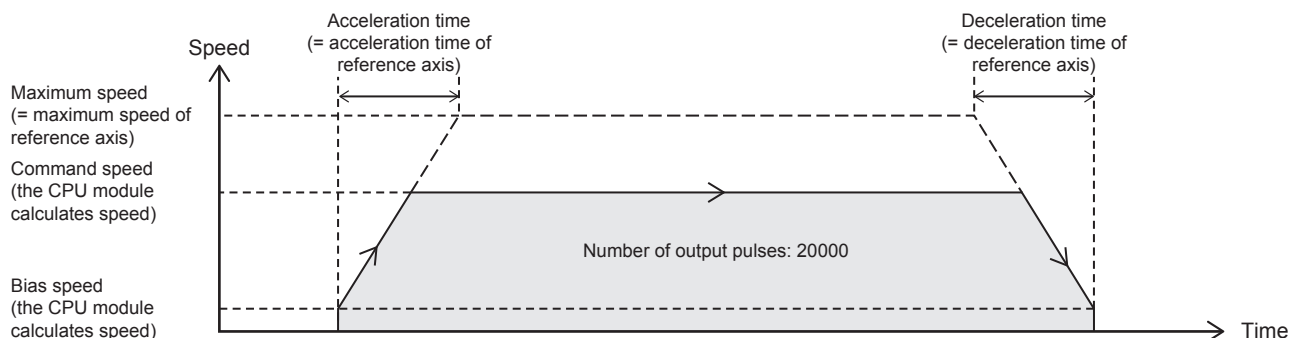 Acceleration time
(= acceleration time of
reference axis)
Deceleration time
(= deceleration time of
reference axis)
Speed
Maximum speed
(= maximum speed of
reference axis)
Command speed
(the CPU module
calculates speed)
Number of output pulses: 20000
Bias speed
(the CPU module
calculates speed)
Time